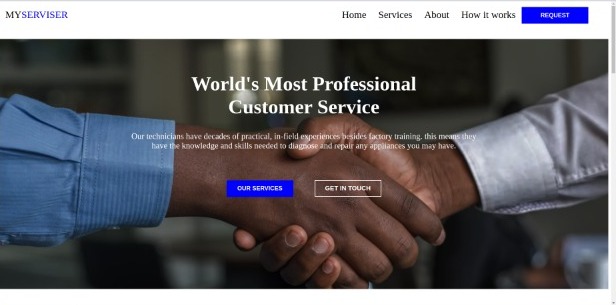 MYSERVISER
Home Services About How it works REQUEST
World's Most Professional
Customer Service
Our technicians have decades of practical, in-field experiences besides factory training, this means they
have the knowledge and skills needed to diagnose and repair any appliances you may have.
OUR SERVICES GET IN TOUCH